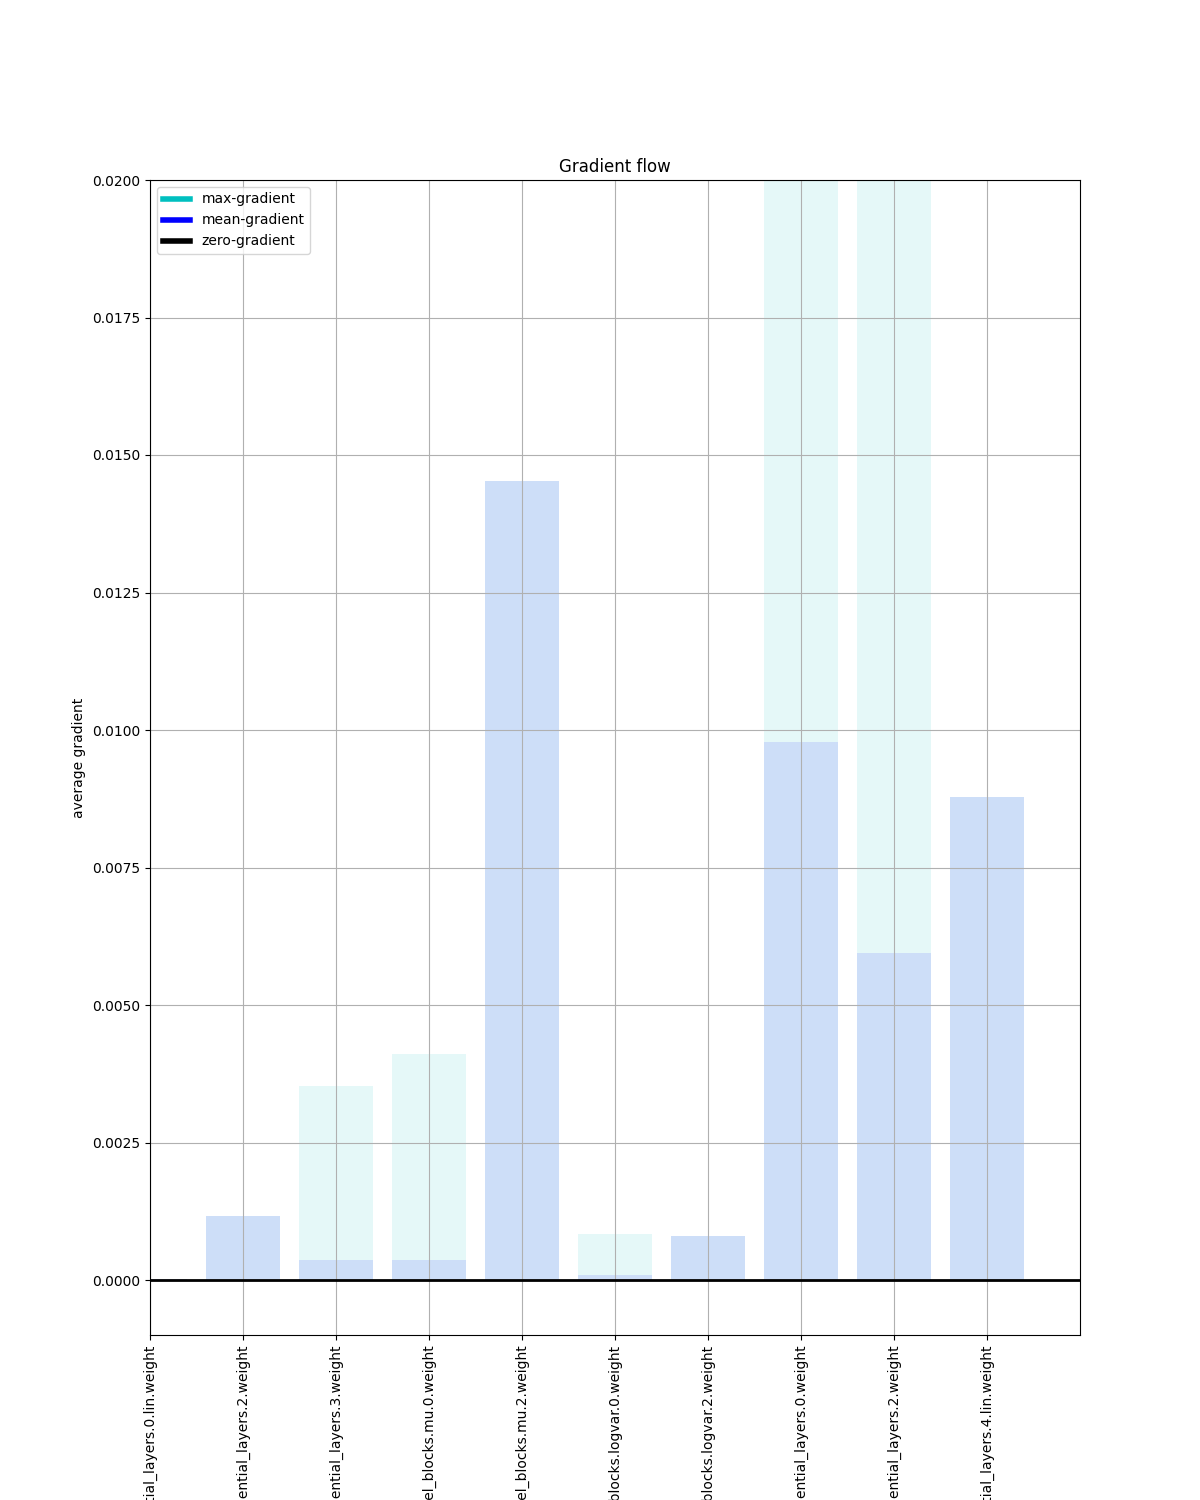 Gradient flow
max-gradient
mean-gradient
zero-gradient
0.0200
0.0175
0.0150
0.0125
0.0100
0.0075
0.0050
0.0025
0.0000
average gradient
tial_layers.0.lin.weight
ential_layers.2.weight
ential_layers.3.weight
el_blocks.mu.0.weight
el_blocks.mu.2.weight
blocks.logvar.0.weight
blocks.logvar.2.weight
ential_layers.0.weight
ential_layers.2.weight
tial_layers.4.lin.weight